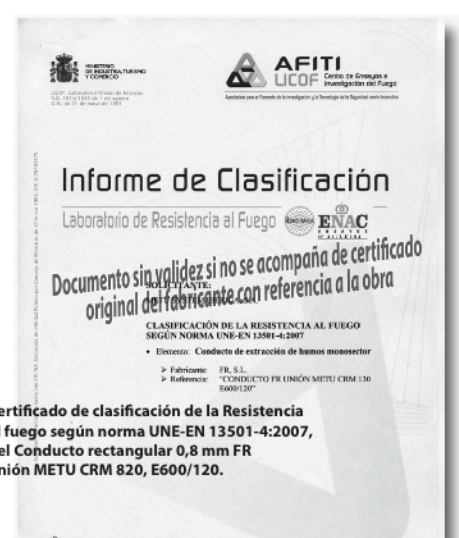 MINISTERIO
DE INDUSTRIA, TURISMO
Y COMERCIO
AFITI
LICOF Centro de Ensayos e
Investigación del Fuego
Informe de Clasificación
Laboratorio de Resistencia al Fuego
ENAC
ENSAYOS
Documento sin validez si no se acompaña de certificado
original del fabricante con referencia a la obra
SOLICITANTE:
CLASIFICACIÓN DE LA RESISTENCIA AL FUEGO
SEGÚN NORMA UNE-EN 13501-4:2007
• Elemento: Conducto de extracción de humos monosector
➢ Fabricante: FR, S.L.
➢ Referencia: "CONDUCTO FR UNIÓN METU CRM 130
E600/120"
ertificado de clasificación de la Resistencia
l fuego según norma UNE-EN 13501-4:2007,
el Conducto rectangular 0,8 mm FR
nión METU CRM 820, E600/120.